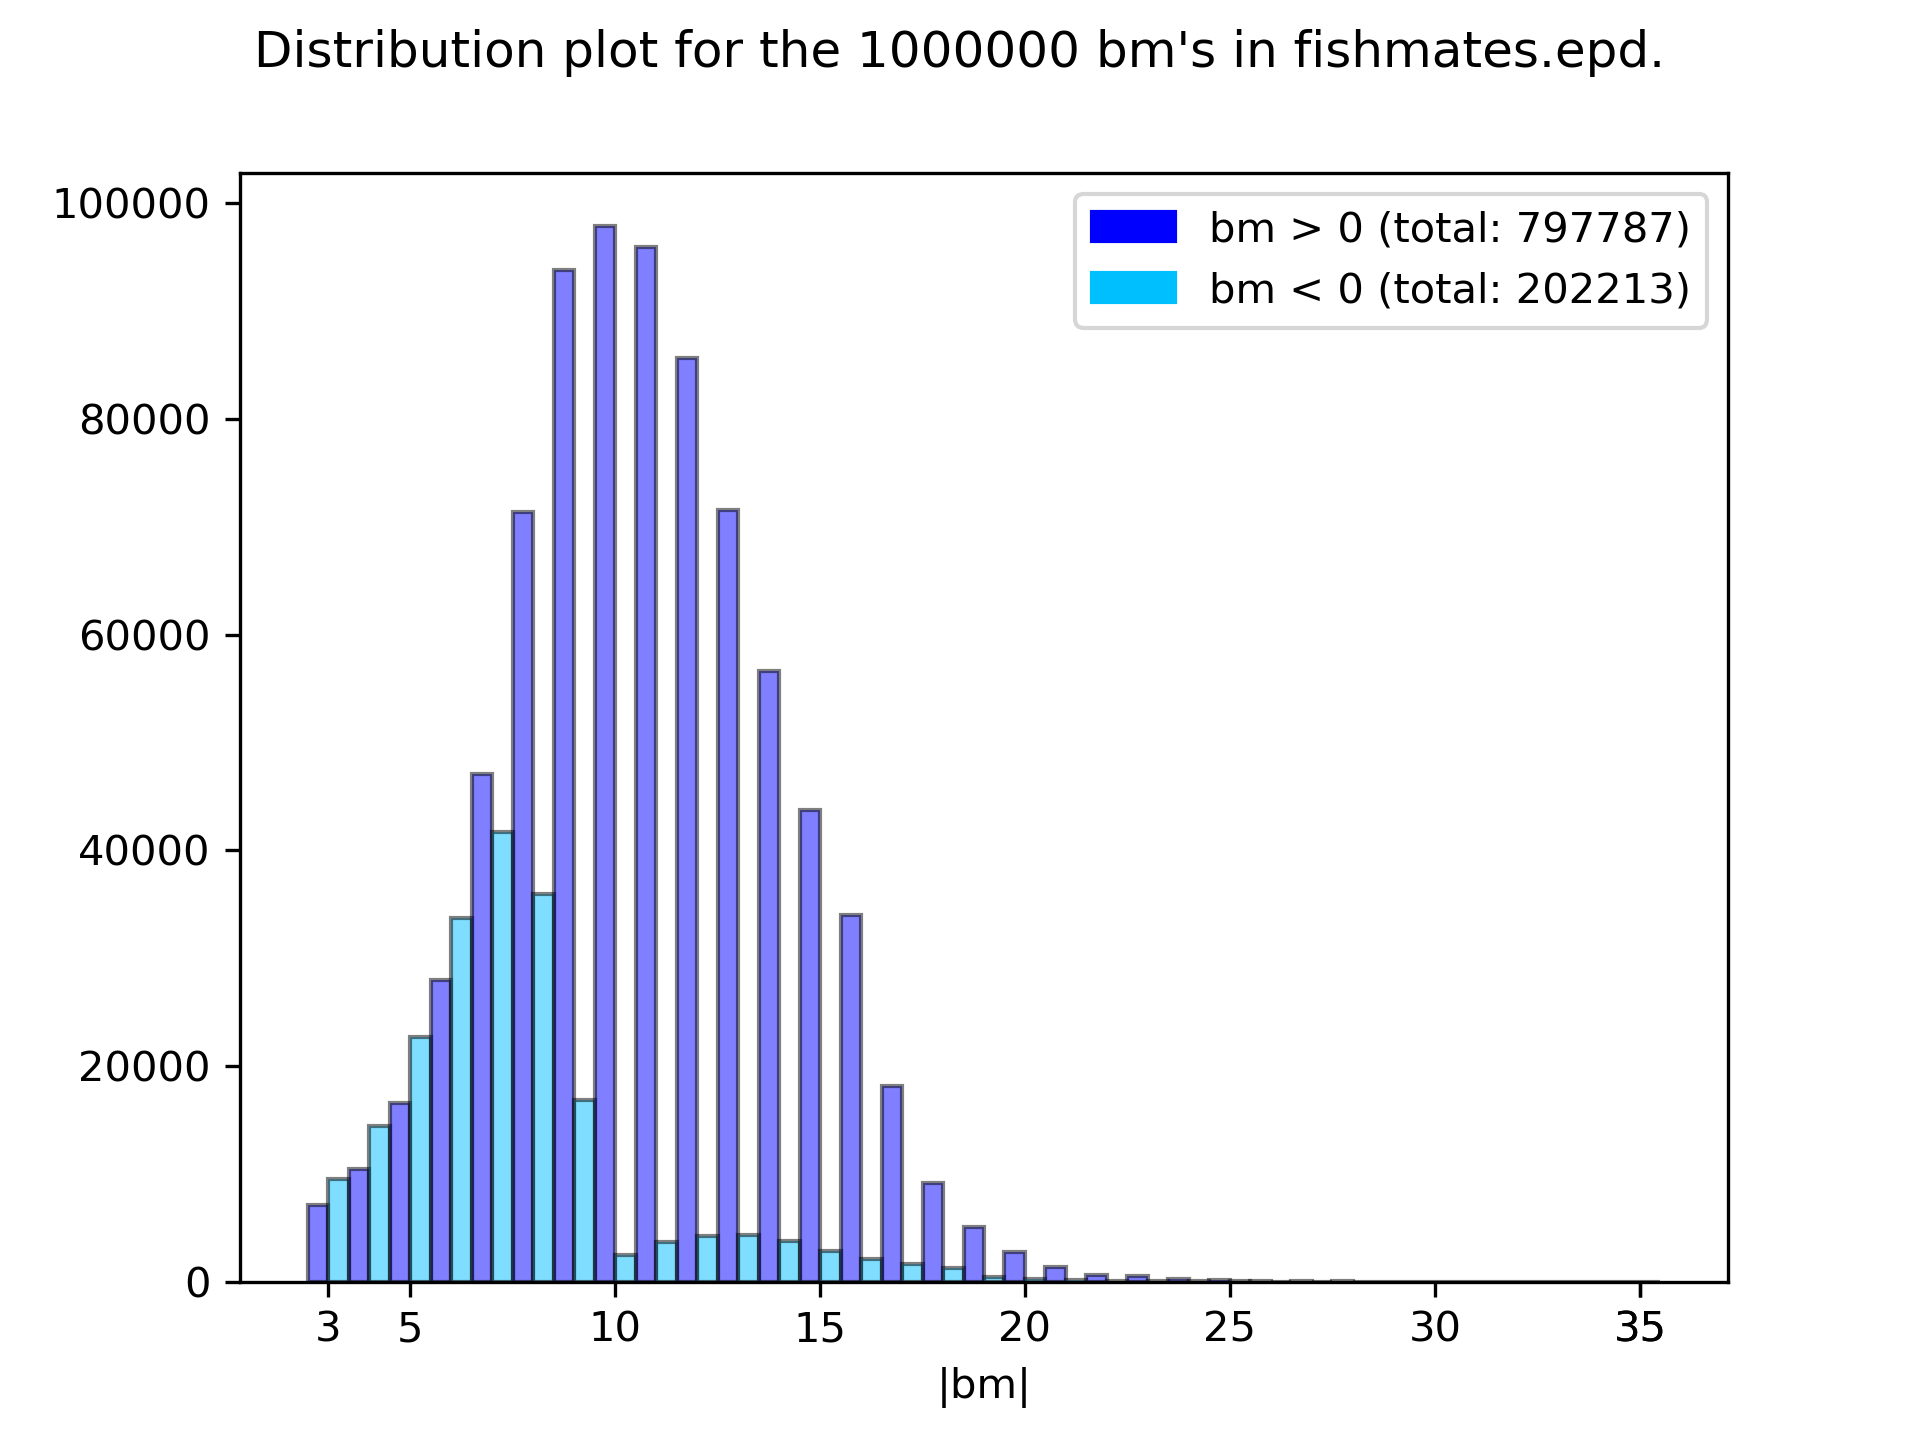 Distribution plot for the 1000000 bm's in fishmates.epd.
bm > 0 (total: 797787)
bm < 0 (total: 202213)
100000
80000
60000
40000
20000
0
3 5 10 15 20 25 30 35
|bm|